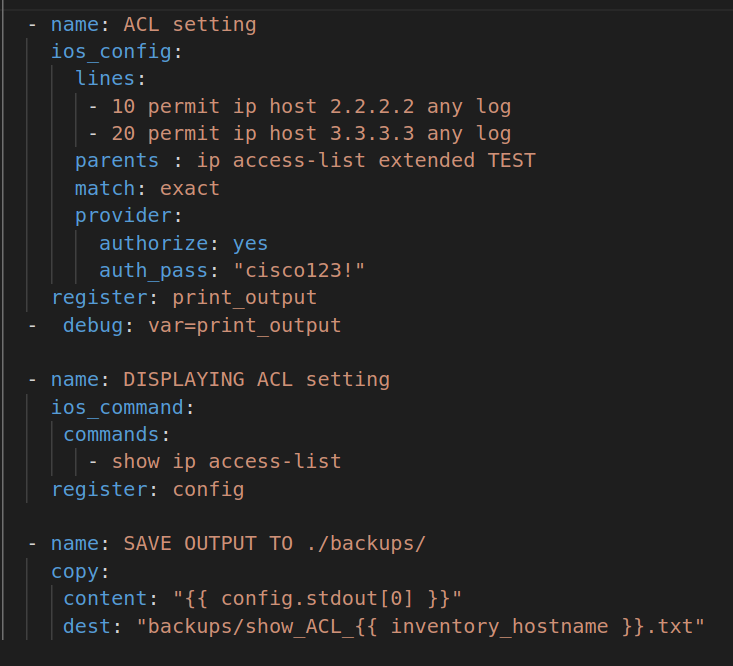 - name: ACL setting
  ios_config:
    lines:
     - 10 permit ip host 2.2.2.2 any log
     - 20 permit ip host 3.3.3.3 any log
    parents : ip access-list extended TEST
    match: exact
    provider:
      authorize: yes
      auth_pass: "cisco123!"
  register: print_output
-  debug: var=print_output

- name: DISPLAYING ACL setting
  ios_command:
   commands:
     - show ip access-list
  register: config

- name: SAVE OUTPUT TO ./backups/
  copy:
   content: "{{ config.stdout[0] }}"
   dest: "backups/show_ACL_{{ inventory_hostname }}.txt"